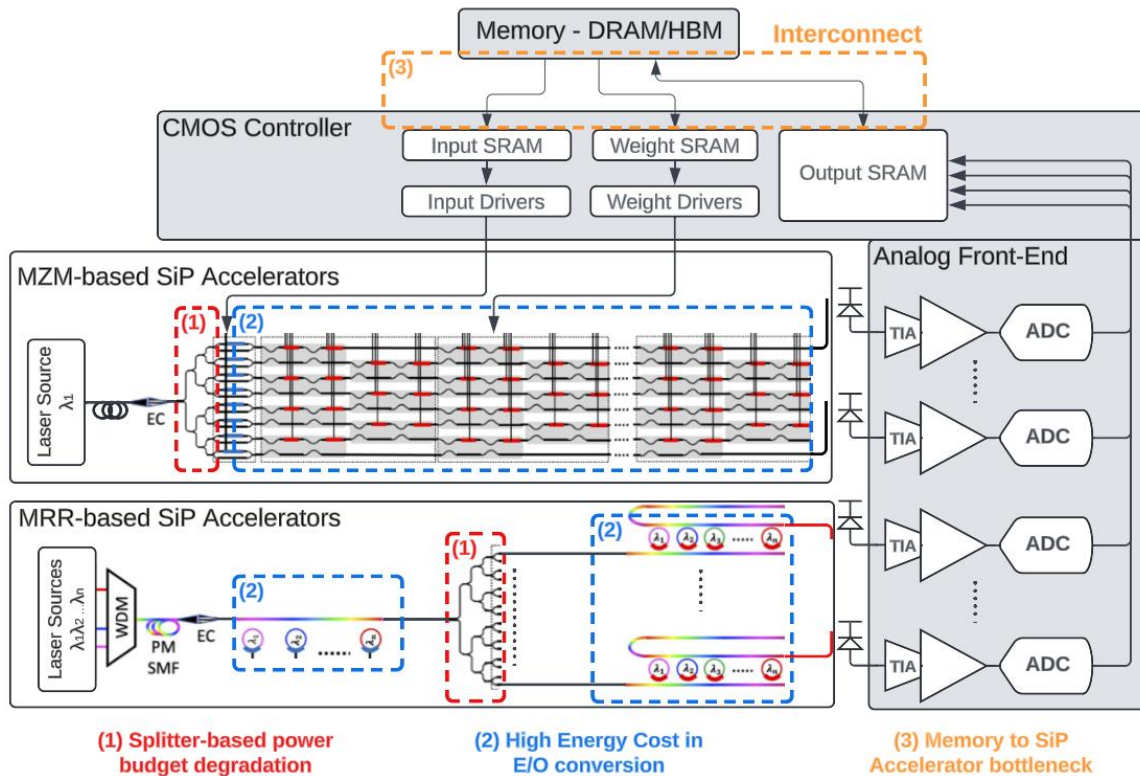 Memory - DRAM/HBM
Interconnect
(3)
CMOS Controller
Input SRAM
Weight SRAM
Output SRAM
Input Drivers
Weight Drivers
MZM-based SiP Accelerators
Analog Front-End
(1)
(2)
Laser Source
λ1
EC
TIA
ADC
TIA
ADC
MRR-based SiP Accelerators
Laser Sources
λ1λ2 ...λn
WDM
PM
SMF
EC
(2)
λ1
λ2
λn
(1)
(2)
λ1 λ2 λ3 ..... λn
λ1 λ2 λ3 ..... λn
TIA
ADC
TIA
ADC
(1) Splitter-based power
budget degradation
(2) High Energy Cost in
E/O conversion
(3) Memory to SiP
Accelerator bottleneck